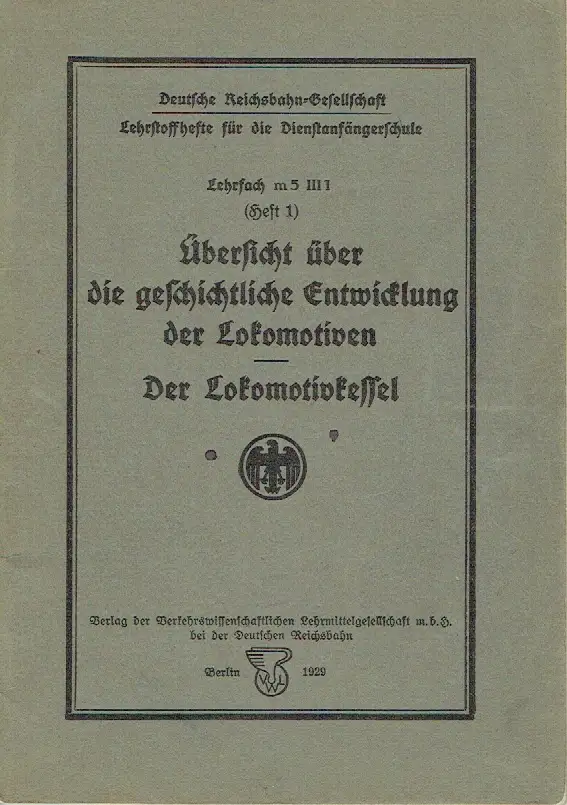 Deutsche Reichsbahn-Gesellschaft
Lehrstoffhefte für die Dienstanfängerschule
Lehrfach m 5 III 1
(Heft 1)
Übersicht über
die geschichtliche Entwicklung
der Lokomotiven
Der Lokomotivkessel
Verlag der Verkehrswissenschaftlichen Lehrmittelgesellschaft m.b.H.
bei der Deutschen Reichsbahn
Berlin 1929
VWL